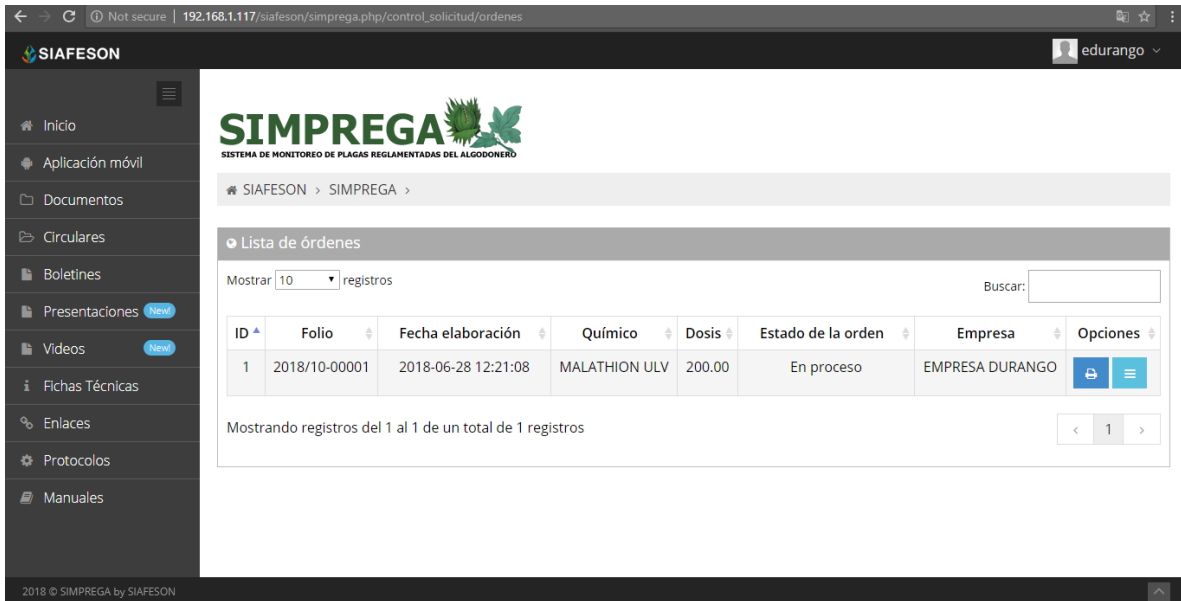 Not secure | 192.168.1.117/siafeson/simprega.php/control_solicitud/ordenes
SIAFESON
edurango
Inicio
Aplicación móvil
Documentos
Circulares
Boletines
Presentaciones New!
Videos New!
Fichas Técnicas
Enlaces
Protocolos
Manuales
SIMPREGA
SISTEMA DE MONITOREO DE PLAGAS REGLAMENTADAS DEL ALGODONERO
SIAFESON > SIMPREGA >
Lista de órdenes
Mostrar 10 registros
Buscar:
ID Folio Fecha elaboración Químico Dosis Estado de la orden Empresa Opciones
1 2018/10-00001 2018-06-28 12:21:08 MALATHION ULV 200.00 En proceso EMPRESA DURANGO
Mostrando registros del 1 al 1 de un total de 1 registros
< 1 >
2018 © SIMPREGA by SIAFESON